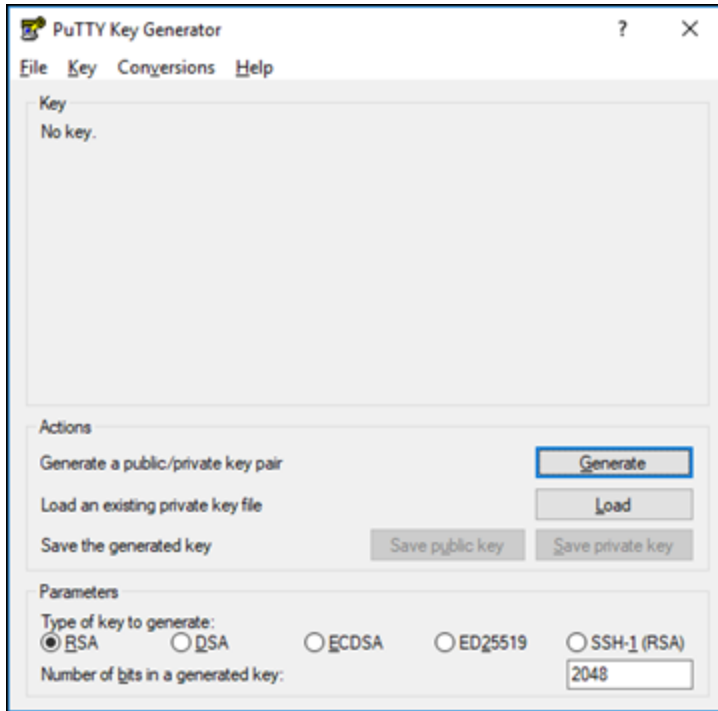 PuTTY Key Generator ? ×
File Key Conversions Help
Key
No key.
Actions
Generate a public/private key pair Generate
Load an existing private key file Load
Save the generated key Save public key Save private key
Parameters
Type of key to generate:
RSA DSA ECDSA ED25519 SSH-1 (RSA)
Number of bits in a generated key: 2048